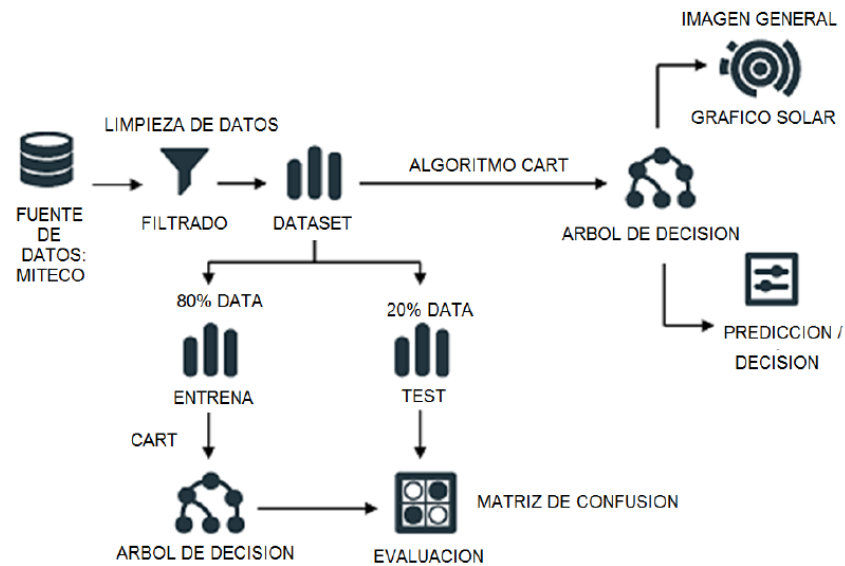 IMAGEN GENERAL
GRAFICO SOLAR
LIMPIEZA DE DATOS
ALGORITMO CART
FUENTE
DE
DATOS:
MITECO
FILTRADO
DATASET
ARBOL DE DECISION
80% DATA
20% DATA
PREDICCION /
DECISION
ENTRENA
TEST
CART
MATRIZ DE CONFUSION
ARBOL DE DECISION
EVALUACION